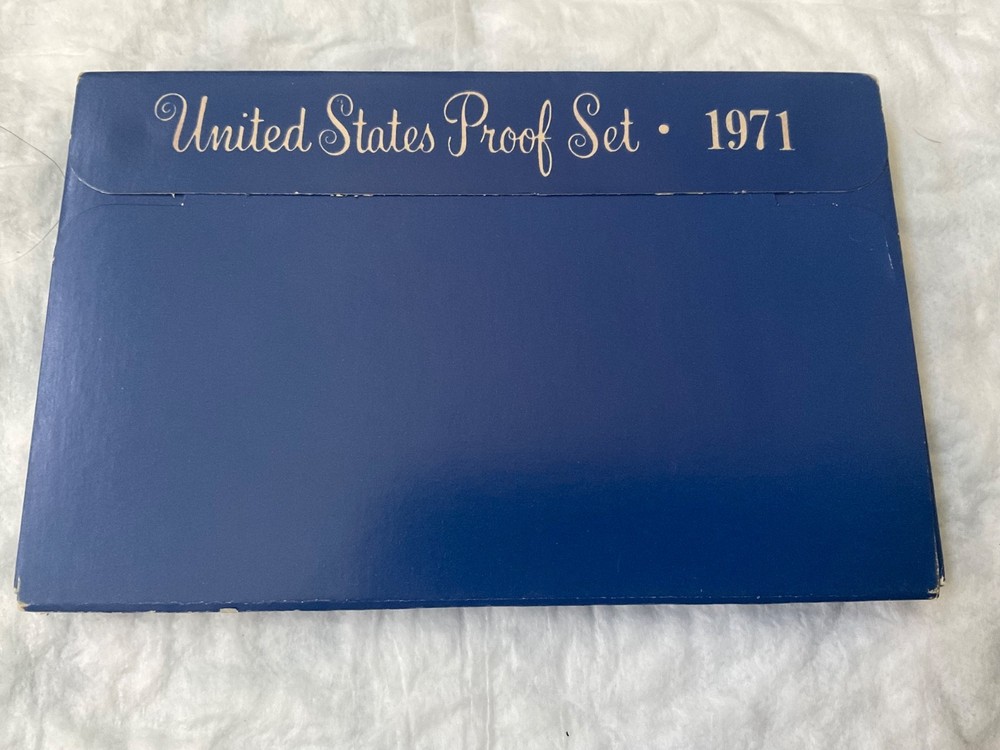 United States Proof Set · 1971